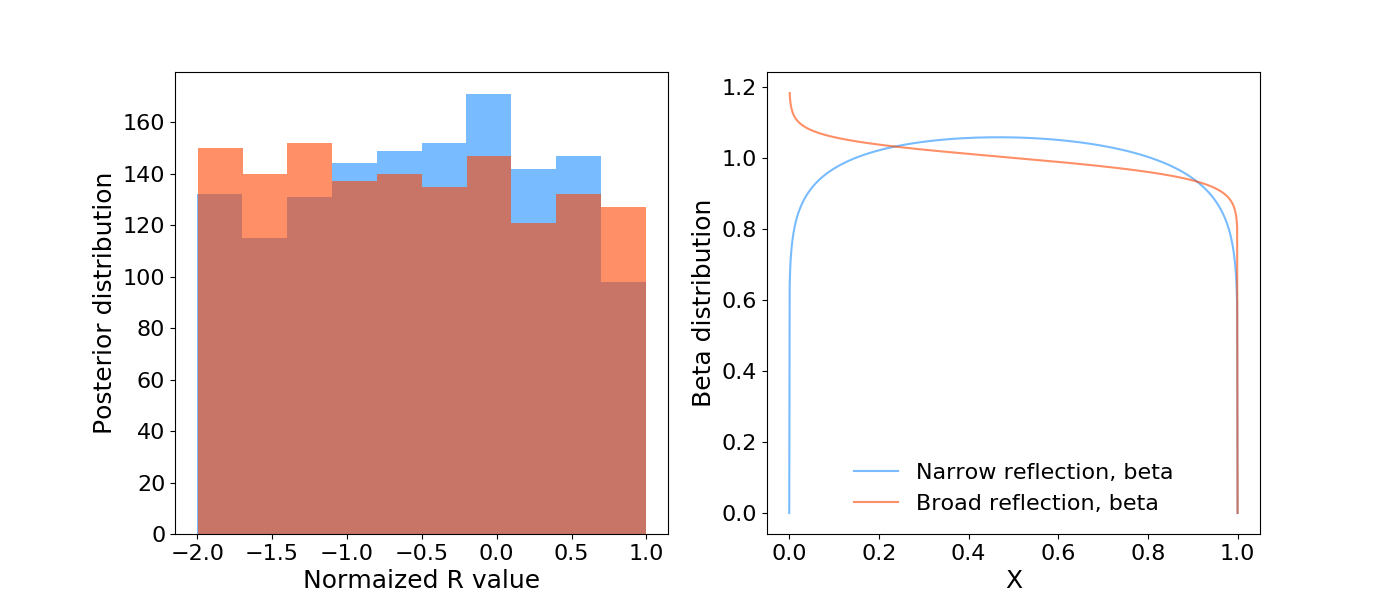 Posterior distribution
160
140
120
100
80
60
40
20
0
−2.0 −1.5 −1.0 −0.5 0.0 0.5 1.0
Normaized R value
Beta distribution
1.2
1.0
0.8
0.6
0.4
0.2
0.0
Narrow reflection, beta
Broad reflection, beta
0.0 0.2 0.4 0.6 0.8 1.0
X